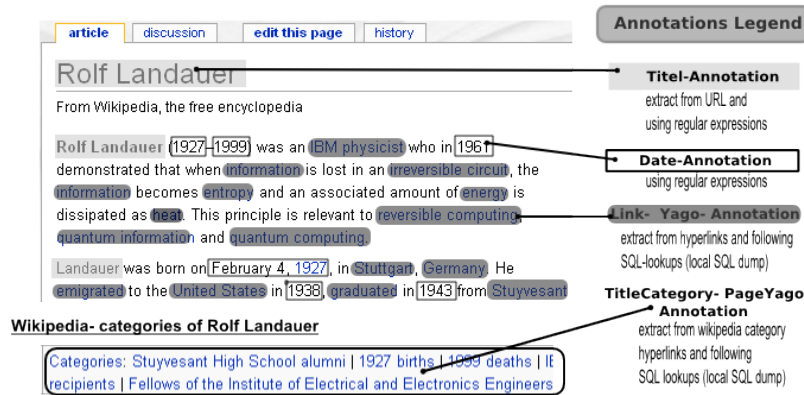 article discussion edit this page history
Rolf Landauer
From Wikipedia, the free encyclopedia
Rolf Landauer (1927–1999) was an IBM physicist who in 1961
demonstrated that when information is lost in an irreversible circuit, the
information becomes entropy and an associated amount of energy is
dissipated as heat. This principle is relevant to reversible computing,
quantum information and quantum computing.
Landauer was born on February 4, 1927, in Stuttgart, Germany. He
emigrated to the United States in 1938, graduated in 1943 from Stuyvesant
Wikipedia- categories of Rolf Landauer
Categories: Stuyvesant High School alumni | 1927 births | 1999 deaths | IE
recipients | Fellows of the Institute of Electrical and Electronics Engineers
Annotations Legend
Titel-Annotation
extract from URL and
using regular expressions
Date-Annotation
using regular expressions
Link- Yago- Annotation
extract from hyperlinks and following
SQL-lookups (local SQL dump)
TitleCategory- PageYago
Annotation
extract from wikipedia category
hyperlinks and following
SQL lookups (local SQL dump)